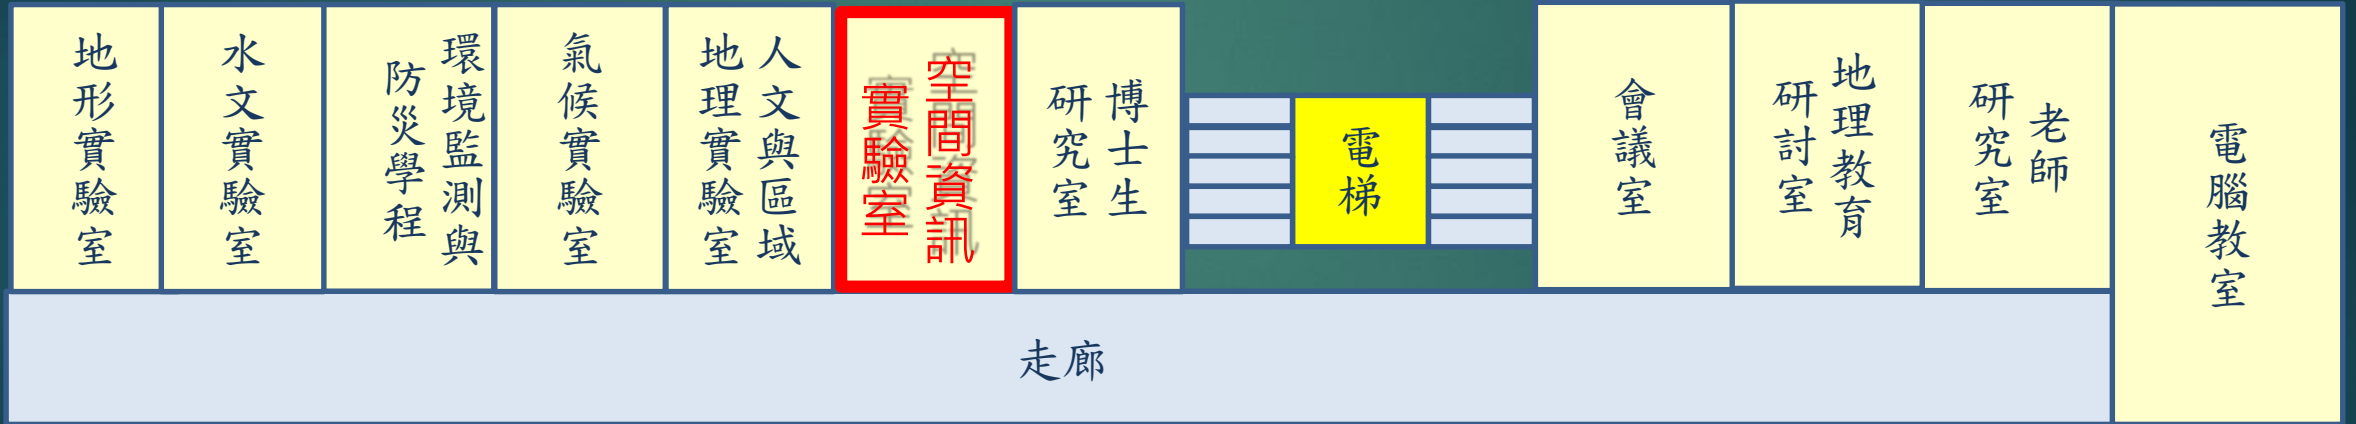 地形實驗室
水文實驗室
環境監測與
防災學程
氣候實驗室
人文與區域
地理實驗室
空間資訊
實驗室
博士生
研究室
電梯
會議室
地理教育
研討室
老師
研究室
電腦教室
走廊